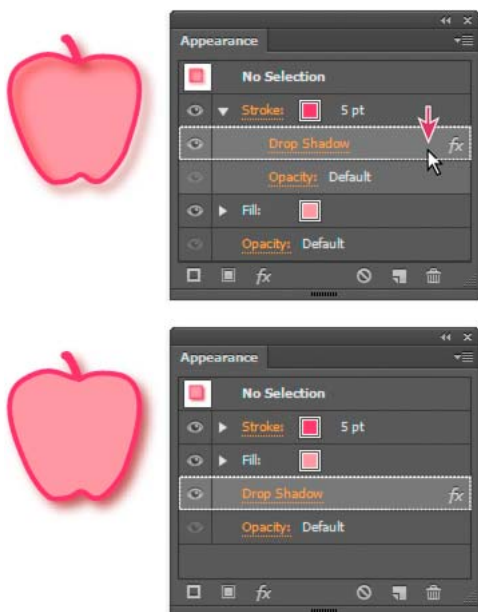 Appearance
No Selection
Stroke: 5 pt
Drop Shadow fx
Opacity: Default
Fill:
Opacity: Default
fx
Appearance
No Selection
Stroke: 5 pt
Fill:
Drop Shadow fx
Opacity: Default
fx